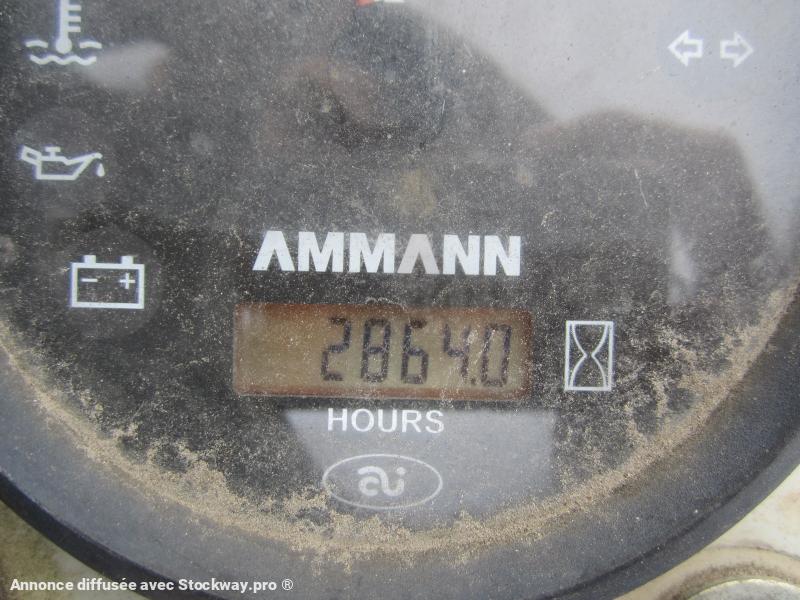 AMMANN
2864.0
HOURS
Annonce diffusée avec Stockway.pro ®